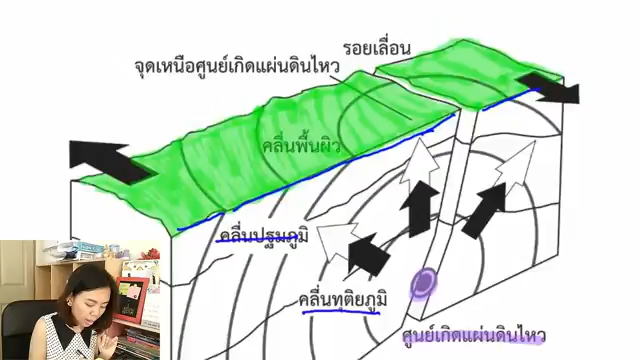 รอยเลื่อน
จุดเหนือศูนย์เกิดแผ่นดินไหว
คลื่นพื้นผิว
คลื่นปฐมภูมิ
คลื่นทุติยภูมิ
ศูนย์เกิดแผ่นดินไหว